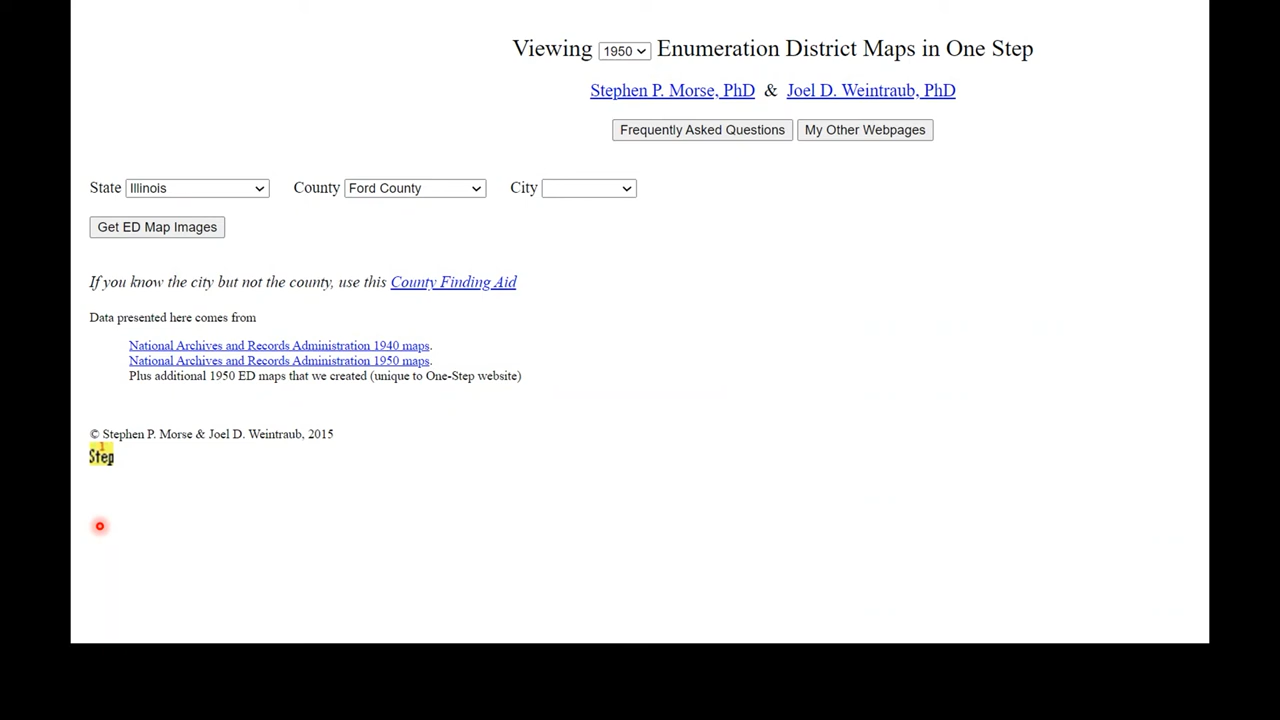 Viewing 1950 Enumeration District Maps in One Step
Stephen P. Morse, PhD & Joel D. Weintraub, PhD
Frequently Asked Questions My Other Webpages
State Illinois County Ford County City
Get ED Map Images
If you know the city but not the county, use this County Finding Aid
Data presented here comes from
National Archives and Records Administration 1940 maps.
National Archives and Records Administration 1950 maps.
Plus additional 1950 ED maps that we created (unique to One-Step website)
© Stephen P. Morse & Joel D. Weintraub, 2015
1
Step